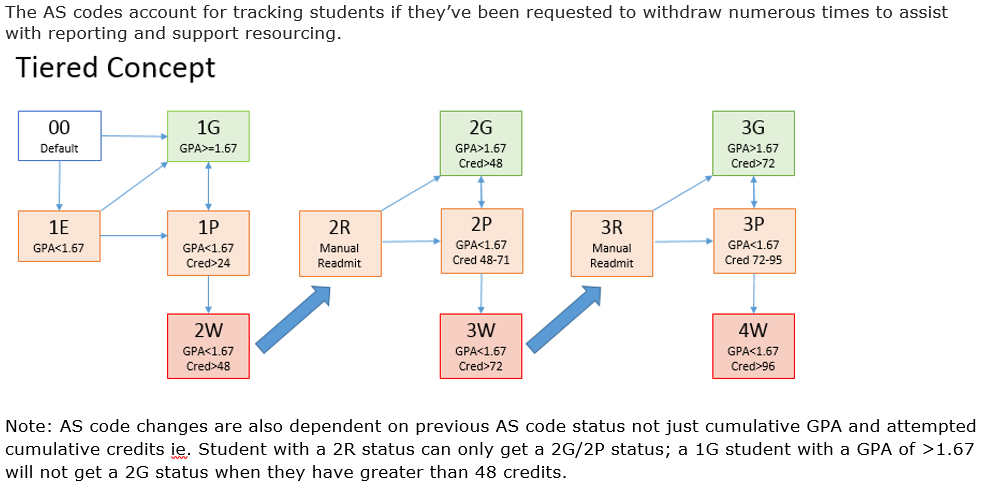 The AS codes account for tracking students if they’ve been requested to withdraw numerous times to assist
with reporting and support resourcing.
Tiered Concept
00
Default
1G
GPA>=1.67
2G
GPA>1.67
Cred>48
3G
GPA>1.67
Cred>72
1E
GPA<1.67
1P
GPA<1.67
Cred>24
2R
Manual
Readmit
2P
GPA<1.67
Cred 48-71
3R
Manual
Readmit
3P
GPA<1.67
Cred 72-95
2W
GPA<1.67
Cred>48
3W
GPA<1.67
Cred>72
4W
GPA<1.67
Cred>96
Note: AS code changes are also dependent on previous AS code status not just cumulative GPA and attempted
cumulative credits ie. Student with a 2R status can only get a 2G/2P status; a 1G student with a GPA of >1.67
will not get a 2G status when they have greater than 48 credits.